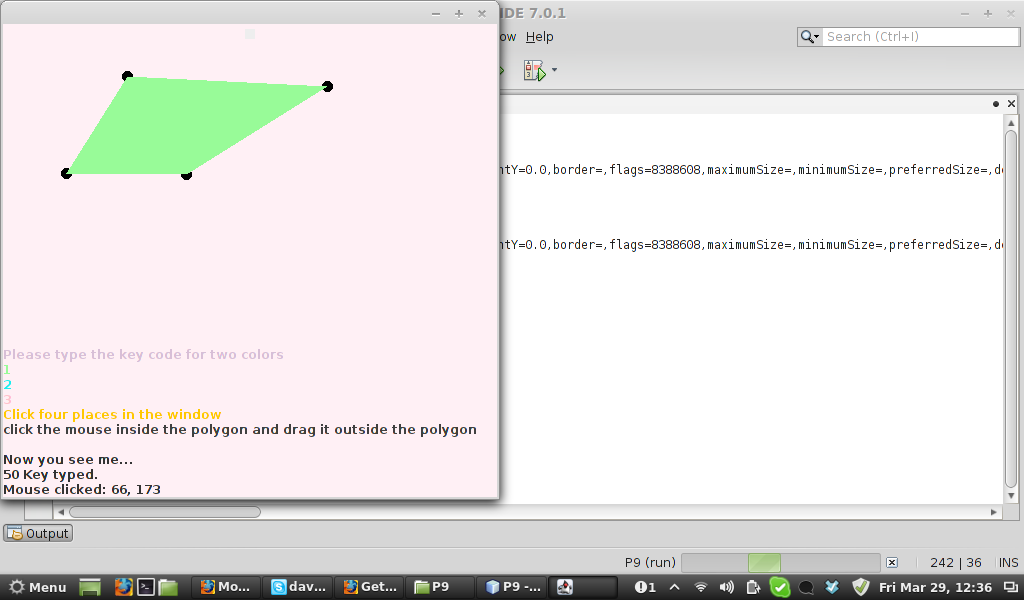 IDE 7.0.1
ow Help
Search (Ctrl+I)
ntY=0.0,border=,flags=8388608,maximumSize=,minimumSize=,preferredSize=,de
ntY=0.0,border=,flags=8388608,maximumSize=,minimumSize=,preferredSize=,de
Please type the key code for two colors
1
2
3
Click four places in the window
click the mouse inside the polygon and drag it outside the polygon
Now you see me...
50 Key typed.
Mouse clicked: 66, 173
Output
P9 (run)
242 | 36
INS
Menu
Mo...
dav...
Get...
P9
P9 -...
1
Fri Mar 29, 12:36